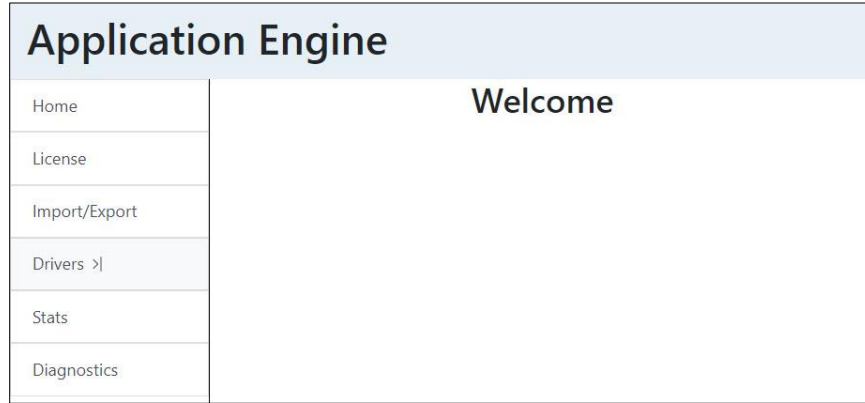 Application Engine
Welcome
Home
License
Import/Export
Drivers >|
Stats
Diagnostics